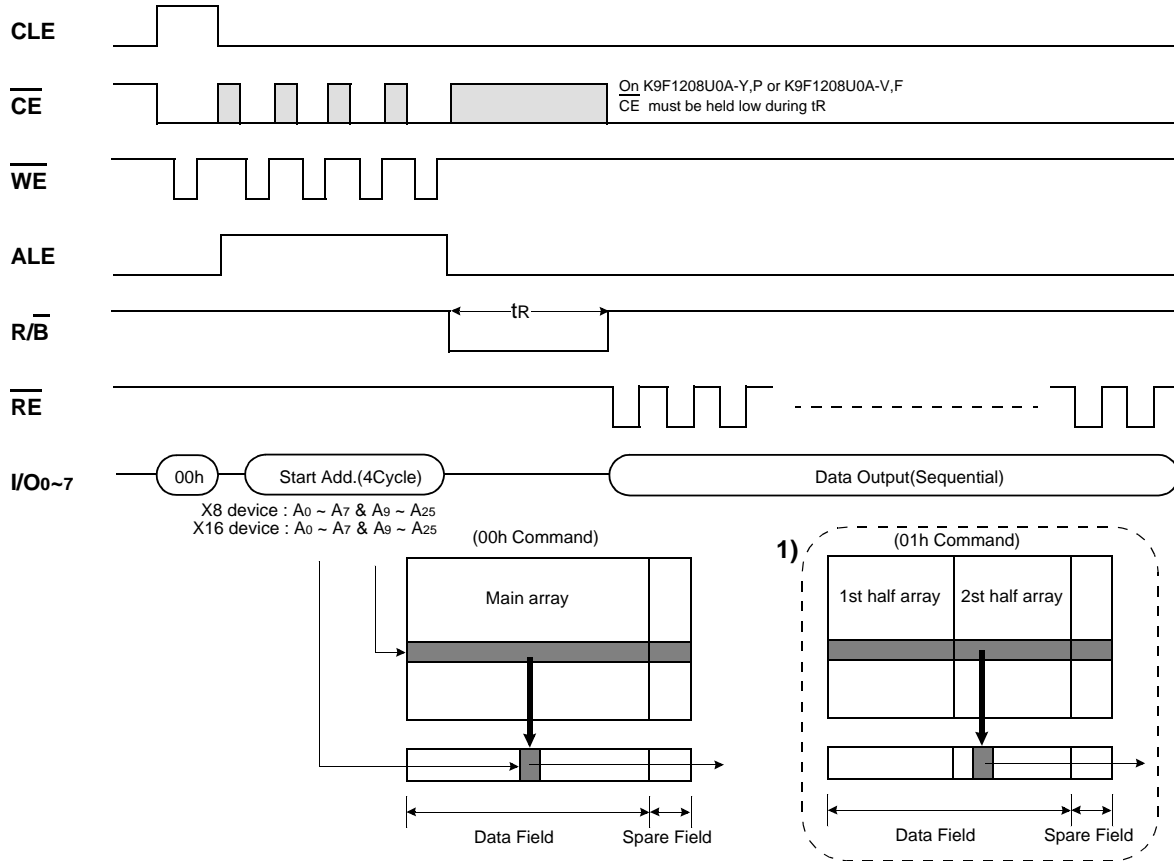 CLE
CE
On K9F1208U0A-Y,P or K9F1208U0A-V,F
CE must be held low during tR
WE
ALE
R/B
tR
RE
I/O0~7
00h
Start Add.(4Cycle)
Data Output(Sequential)
X8 device : A0 ~ A7 & A9 ~ A25
X16 device : A0 ~ A7 & A9 ~ A25
(00h Command)
Main array
Data Field
Spare Field
1)
(01h Command)
1st half array
2st half array
Data Field
Spare Field